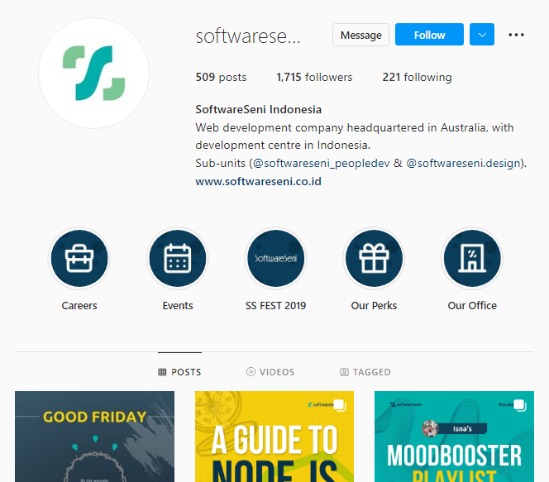 softwarese... Message Follow
509 posts 1,715 followers 221 following
SoftwareSeni Indonesia
Web development company headquartered in Australia, with
development centre in Indonesia.
Sub-units (@softwareseni_peopledev & @softwareseni.design).
www.softwareseni.co.id
SoftwareSeni
Careers Events SS FEST 2019 Our Perks Our Office
POSTS VIDEOS TAGGED
GOOD FRIDAY
A GUIDE TO
NODE.JS
softwareseni
Isna's
MOODBOOSTER
PLAYLIST